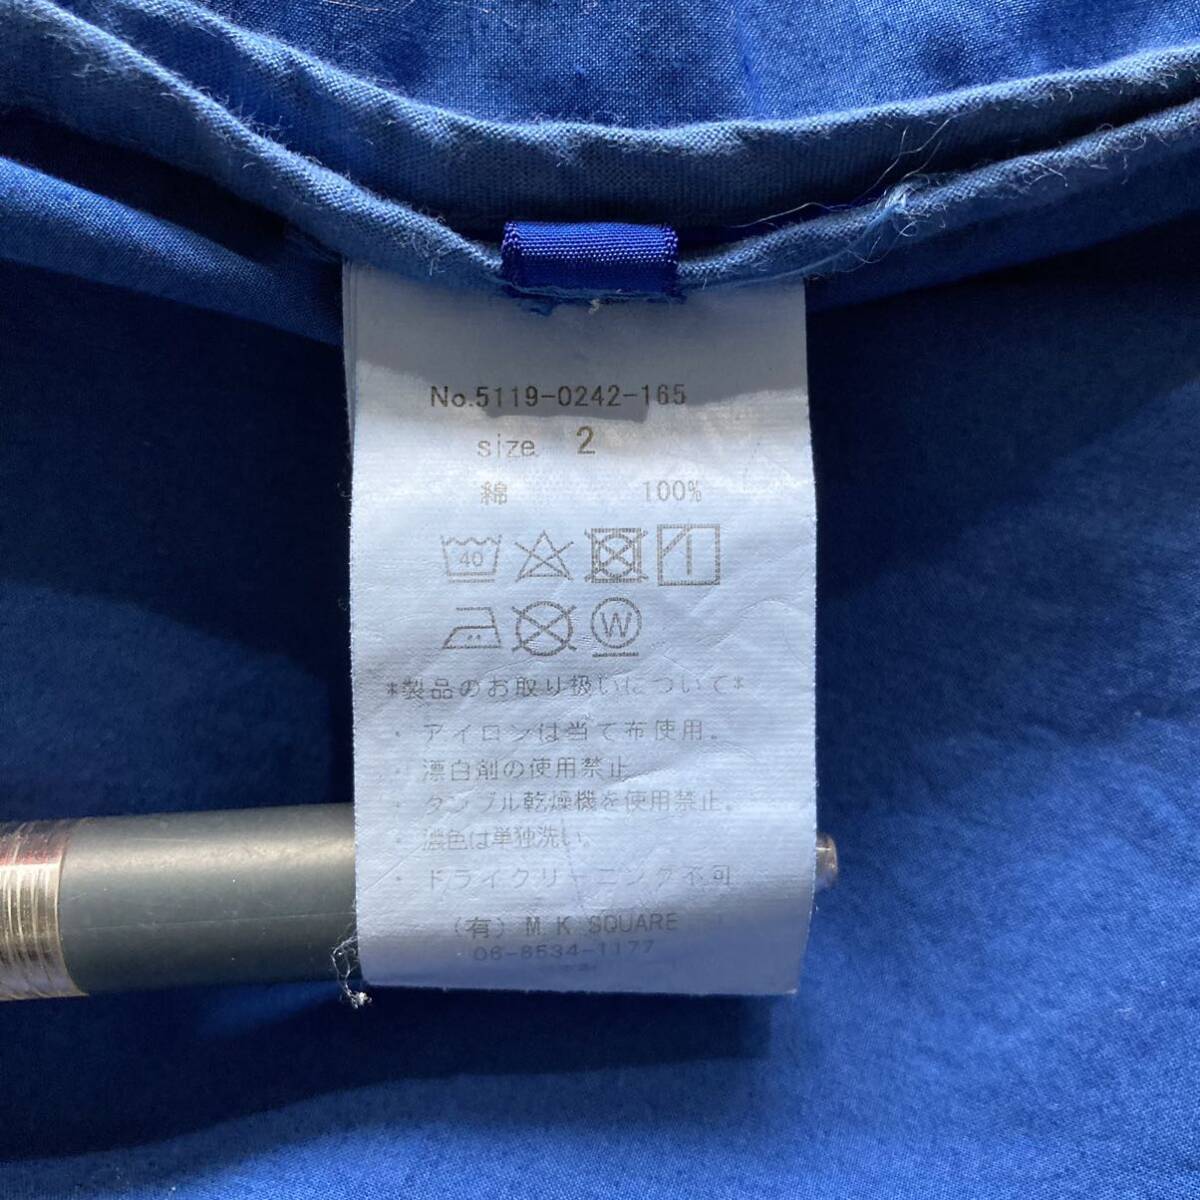 No.5119-0242-165
size 2
綿 100%
40
W
*製品のお取り扱いについて*
・アイロンは当て布使用。
・漂白剤の使用禁止
・タンブル乾燥機を使用禁止。
・濃色は単独洗い。
・ドライクリーニング不可
(有) M K SQUARE
06-6534-1177